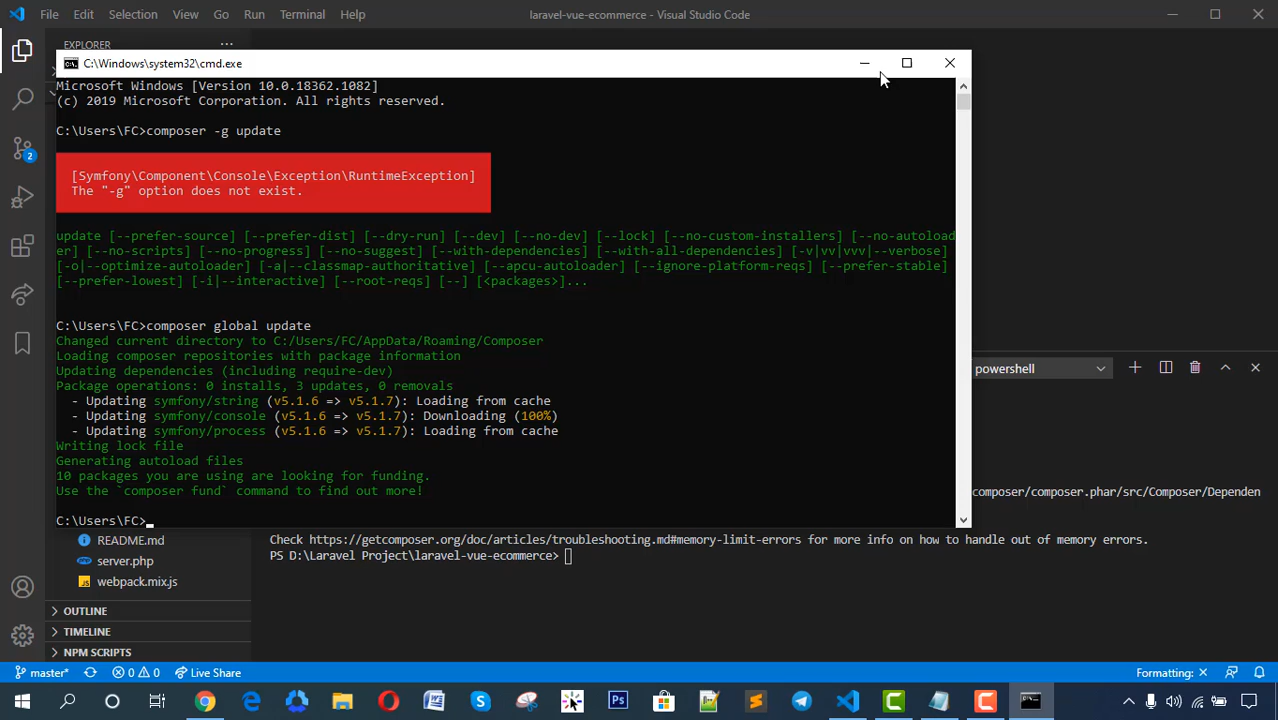 File Edit Selection View Go Run Terminal Help laravel-vue-ecommerce - Visual Studio Code
EXPLORER
C:\Windows\system32\cmd.exe
Microsoft Windows [Version 10.0.18362.1082]
(c) 2019 Microsoft Corporation. All rights reserved.
C:\Users\FC>composer -g update
[Symfony\Component\Console\Exception\RuntimeException]
The "-g" option does not exist.
update [--prefer-source] [--prefer-dist] [--dry-run] [--dev] [--no-dev] [--lock] [--no-custom-installers] [--no-autoload
er] [--no-scripts] [--no-progress] [--no-suggest] [--with-dependencies] [--with-all-dependencies] [-v|vv|vvv|--verbose]
[-o|--optimize-autoloader] [-a|--classmap-authoritative] [--apcu-autoloader] [--ignore-platform-reqs] [--prefer-stable]
[--prefer-lowest] [-i|--interactive] [--root-reqs] [--] [<packages>]...
C:\Users\FC>composer global update
Changed current directory to C:/Users/FC/AppData/Roaming/Composer
Loading composer repositories with package information
Updating dependencies (including require-dev)
Package operations: 0 installs, 3 updates, 0 removals
- Updating symfony/string (v5.1.6 => v5.1.7): Loading from cache
- Updating symfony/console (v5.1.6 => v5.1.7): Downloading (100%)
- Updating symfony/process (v5.1.6 => v5.1.7): Loading from cache
Writing lock file
Generating autoload files
10 packages you are using are looking for funding.
Use the `composer fund` command to find out more!
C:\Users\FC>
powershell
composer/composer.phar/src/Composer/Dependen
Check https://getcomposer.org/doc/articles/troubleshooting.md#memory-limit-errors for more info on how to handle out of memory errors.
PS D:\Laravel Project\laravel-vue-ecommerce>
README.md
server.php
JS webpack.mix.js
OUTLINE
TIMELINE
NPM SCRIPTS
2
master* 0 0 Live Share Formatting: ×